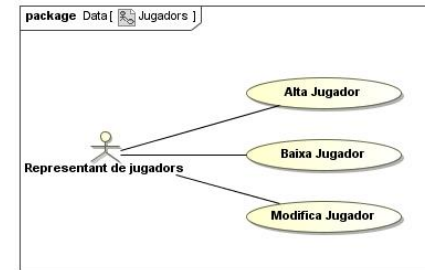 package Data [ Jugadors ]
Alta Jugador
Baixa Jugador
Representant de jugadors
Modifica Jugador